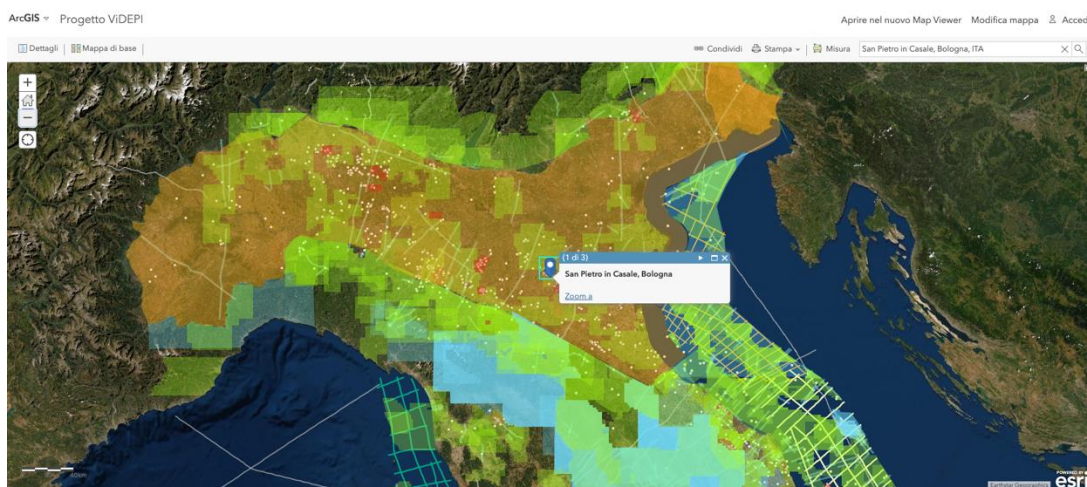 ArcGIS Progetto ViDEPI
Aprire nel nuovo Map Viewer Modifica mappa Acced
Dettagli Mappa di base
Condividi Stampa Misura San Pietro in Casale, Bologna, ITA
(1 di 3)
San Pietro in Casale, Bologna
Zoom a
Earthstar Geographics
POWERED BY
esri